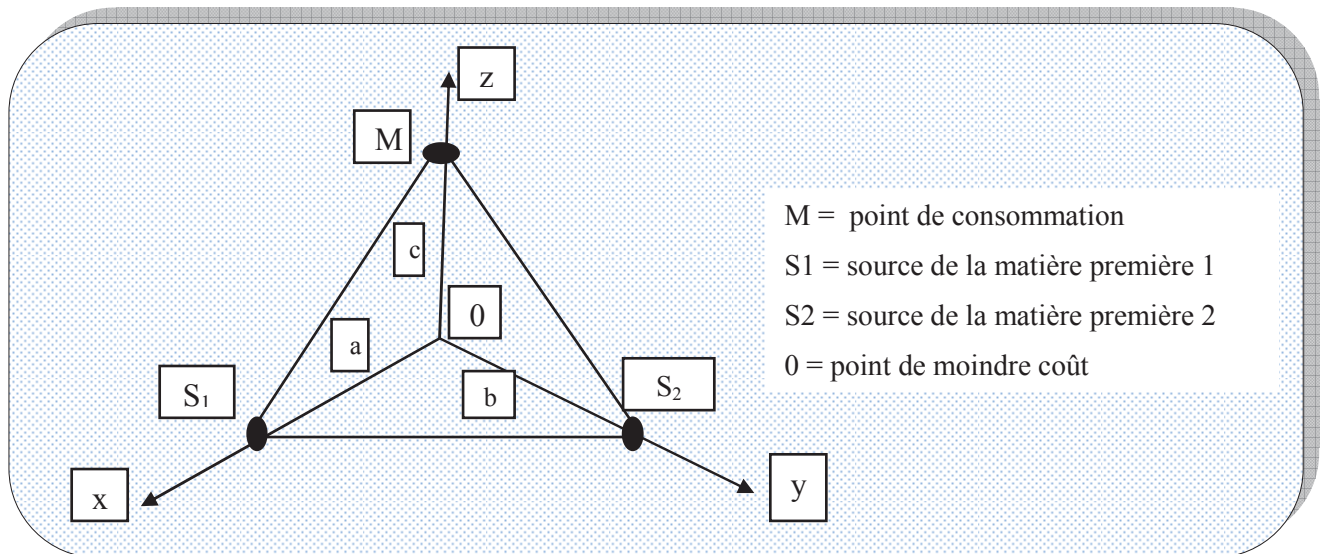 z
M
c
0
a
S₁
b
S₂
x
y
M = point de consommation
S1 = source de la matière première 1
S2 = source de la matière première 2
0 = point de moindre coût